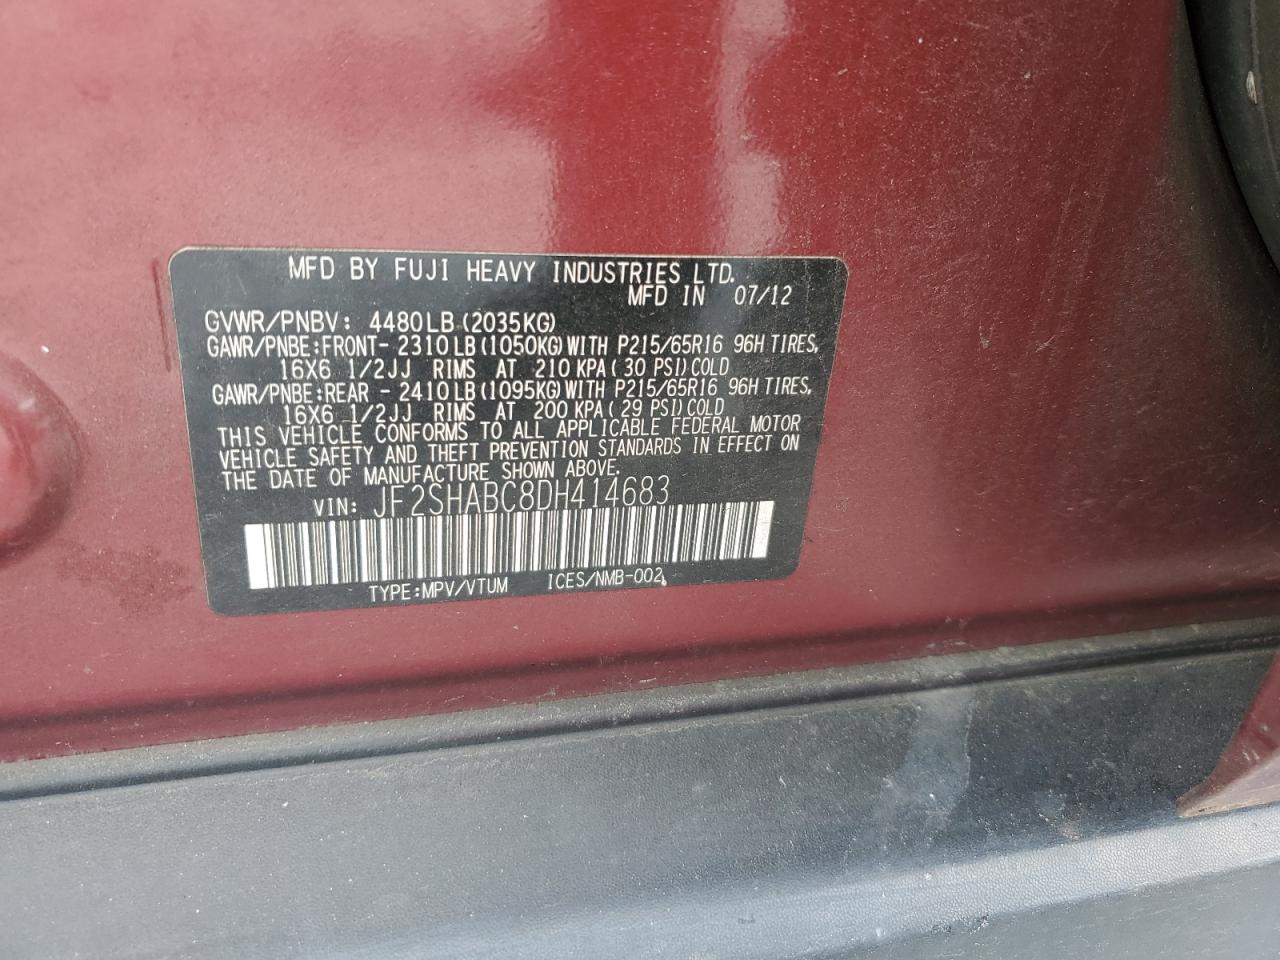 MFD BY FUJI HEAVY INDUSTRIES LTD.
MFD IN 07/12
GVWR/PNBV: 4480LB(2035KG)
GAWR/PNBE:FRONT- 2310LB(1050KG)WITH P215/65R16 96H TIRES,
16X6 1/2JJ RIMS AT 210 KPA(30 PSI)COLD
GAWR/PNBE:REAR - 2410LB(1095KG)WITH P215/65R16 96H TIRES,
16X6 1/2JJ RIMS AT 200 KPA(29 PSI)COLD
THIS VEHICLE CONFORMS TO ALL APPLICABLE FEDERAL MOTOR
VEHICLE SAFETY AND THEFT PREVENTION STANDARDS IN EFFECT ON
THE DATE OF MANUFACTURE SHOWN ABOVE.
VIN: JF2SHABC8DH414683
TYPE:MPV/VTUM ICES/NMB-002